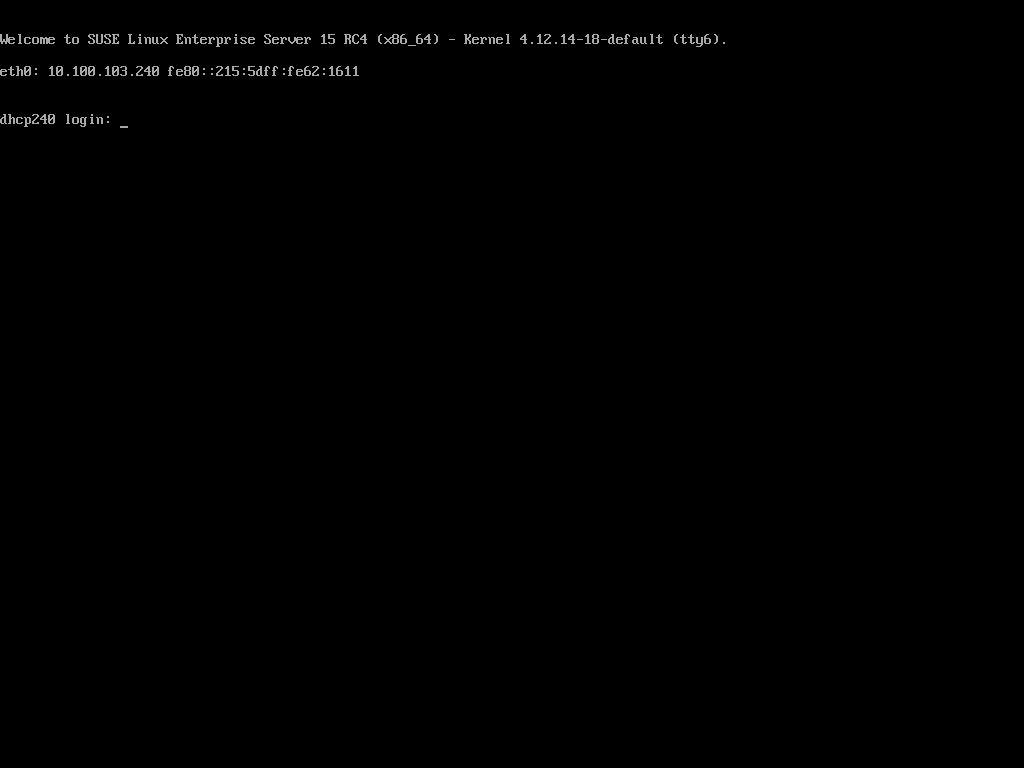 Welcome to SUSE Linux Enterprise Server 15 RC4 (x86_64) - Kernel 4.12.14-18-default (tty6).
eth0: 10.100.103.240 fe80::215:5dff:fe62:1611
dhcp240 login: _